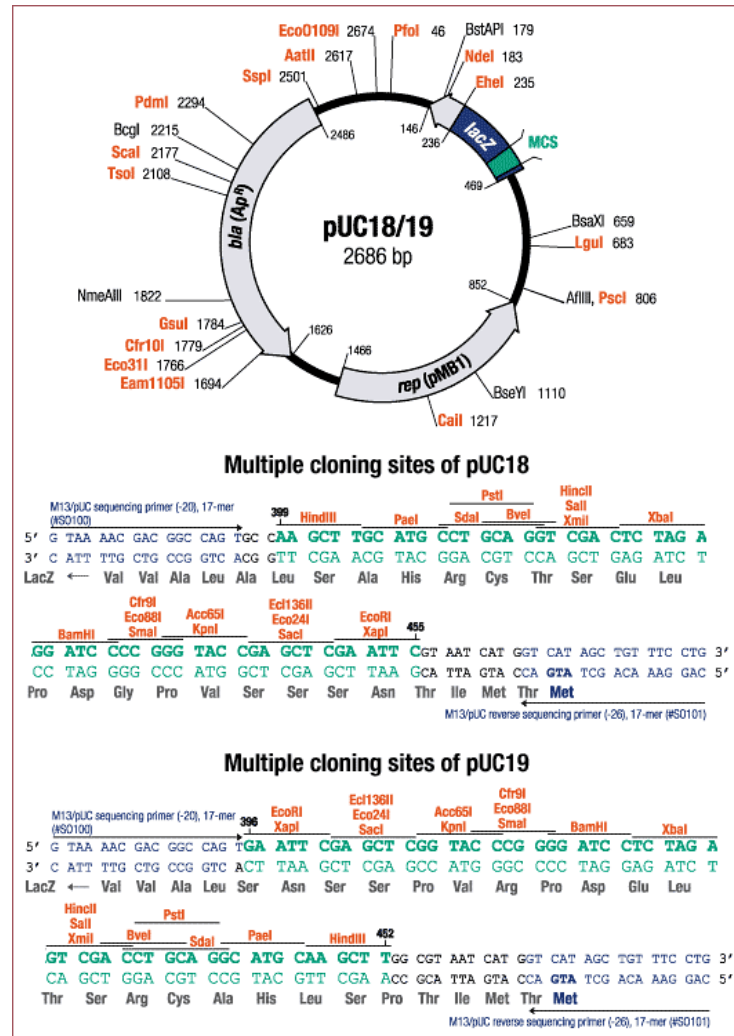 EcoO109I 2674
PfoI 46
BstAPI 179
AatII 2617
NdeI 183
SspI 2501
EheI 235
PdmI 2294
BcgI 2215
ScaI 2177
TsoI 2108
2486
146
236
lacZ
MCS
469
bla (ApR)
pUC18/19
2686 bp
BsaXI 659
LguI 683
NmeAIII 1822
852
AflIII, PscI 806
GsuI 1784
Cfr10I 1779
Eco31I 1766
Eam1105I 1694
1626
1466
rep (pMB1)
BseYI 1110
CaiI 1217
Multiple cloning sites of pUC18
M13/pUC sequencing primer (-20), 17-mer
(#SO100)
399
HindIII PaeI SdaI PstI BveI HincII SalI XmiI XbaI
5′ G TAA AAC GAC GGC CAG TGC CAA GCT TGC ATG CCT GCA GGT CGA CTC TAG A
3′ C ATT TTG CTG CCG GTC ACG GTT CGA ACG TAC GGA CGT CCA GCT GAG ATC T
LacZ ← Val Val Ala Leu Ala Leu Ser Ala His Arg Cys Thr Ser Glu Leu
BamHI Cfr9I Eco88I SmaI Acc65I KpnI Ecl136II Eco24I SacI EcoRI XapI 455
GG ATC CCC GGG TAC CGA GCT CGA ATT CGT AAT CAT GGT CAT AGC TGT TTC CTG 3′
CC TAG GGG CCC ATG GCT CGA GCT TAA GCA TTA GTA CCA GTA TCG ACA AAG GAC 5′
Pro Asp Gly Pro Val Ser Ser Ser Asn Thr Ile Met Thr Met
M13/pUC reverse sequencing primer (-26), 17-mer (#SO101)
Multiple cloning sites of pUC19
M13/pUC sequencing primer (-20), 17-mer
(#SO100)
396
EcoRI XapI Ecl136II Eco24I SacI Acc65I KpnI Cfr9I Eco88I SmaI BamHI XbaI
5′ G TAA AAC GAC GGC CAG TGA ATT CGA GCT CGG TAC CCG GGG ATC CTC TAG A
3′ C ATT TTG CTG CCG GTC ACT TAA GCT CGA GCC ATG GGC CCC TAG GAG ATC T
LacZ ← Val Val Ala Leu Ser Asn Ser Ser Pro Val Arg Pro Asp Glu Leu
HincII SalI XmiI BveI PstI SdaI PaeI HindIII 452
GT CGA CCT GCA GGC ATG CAA GCT TGG CGT AAT CAT GGT CAT AGC TGT TTC CTG 3′
CA GCT GGA CGT CCG TAC GTT CGA ACC GCA TTA GTA CCA GTA TCG ACA AAG GAC 5′
Thr Ser Arg Cys Ala His Leu Ser Pro Thr Ile Met Thr Met
M13/pUC reverse sequencing primer (-26), 17-mer (#SO101)